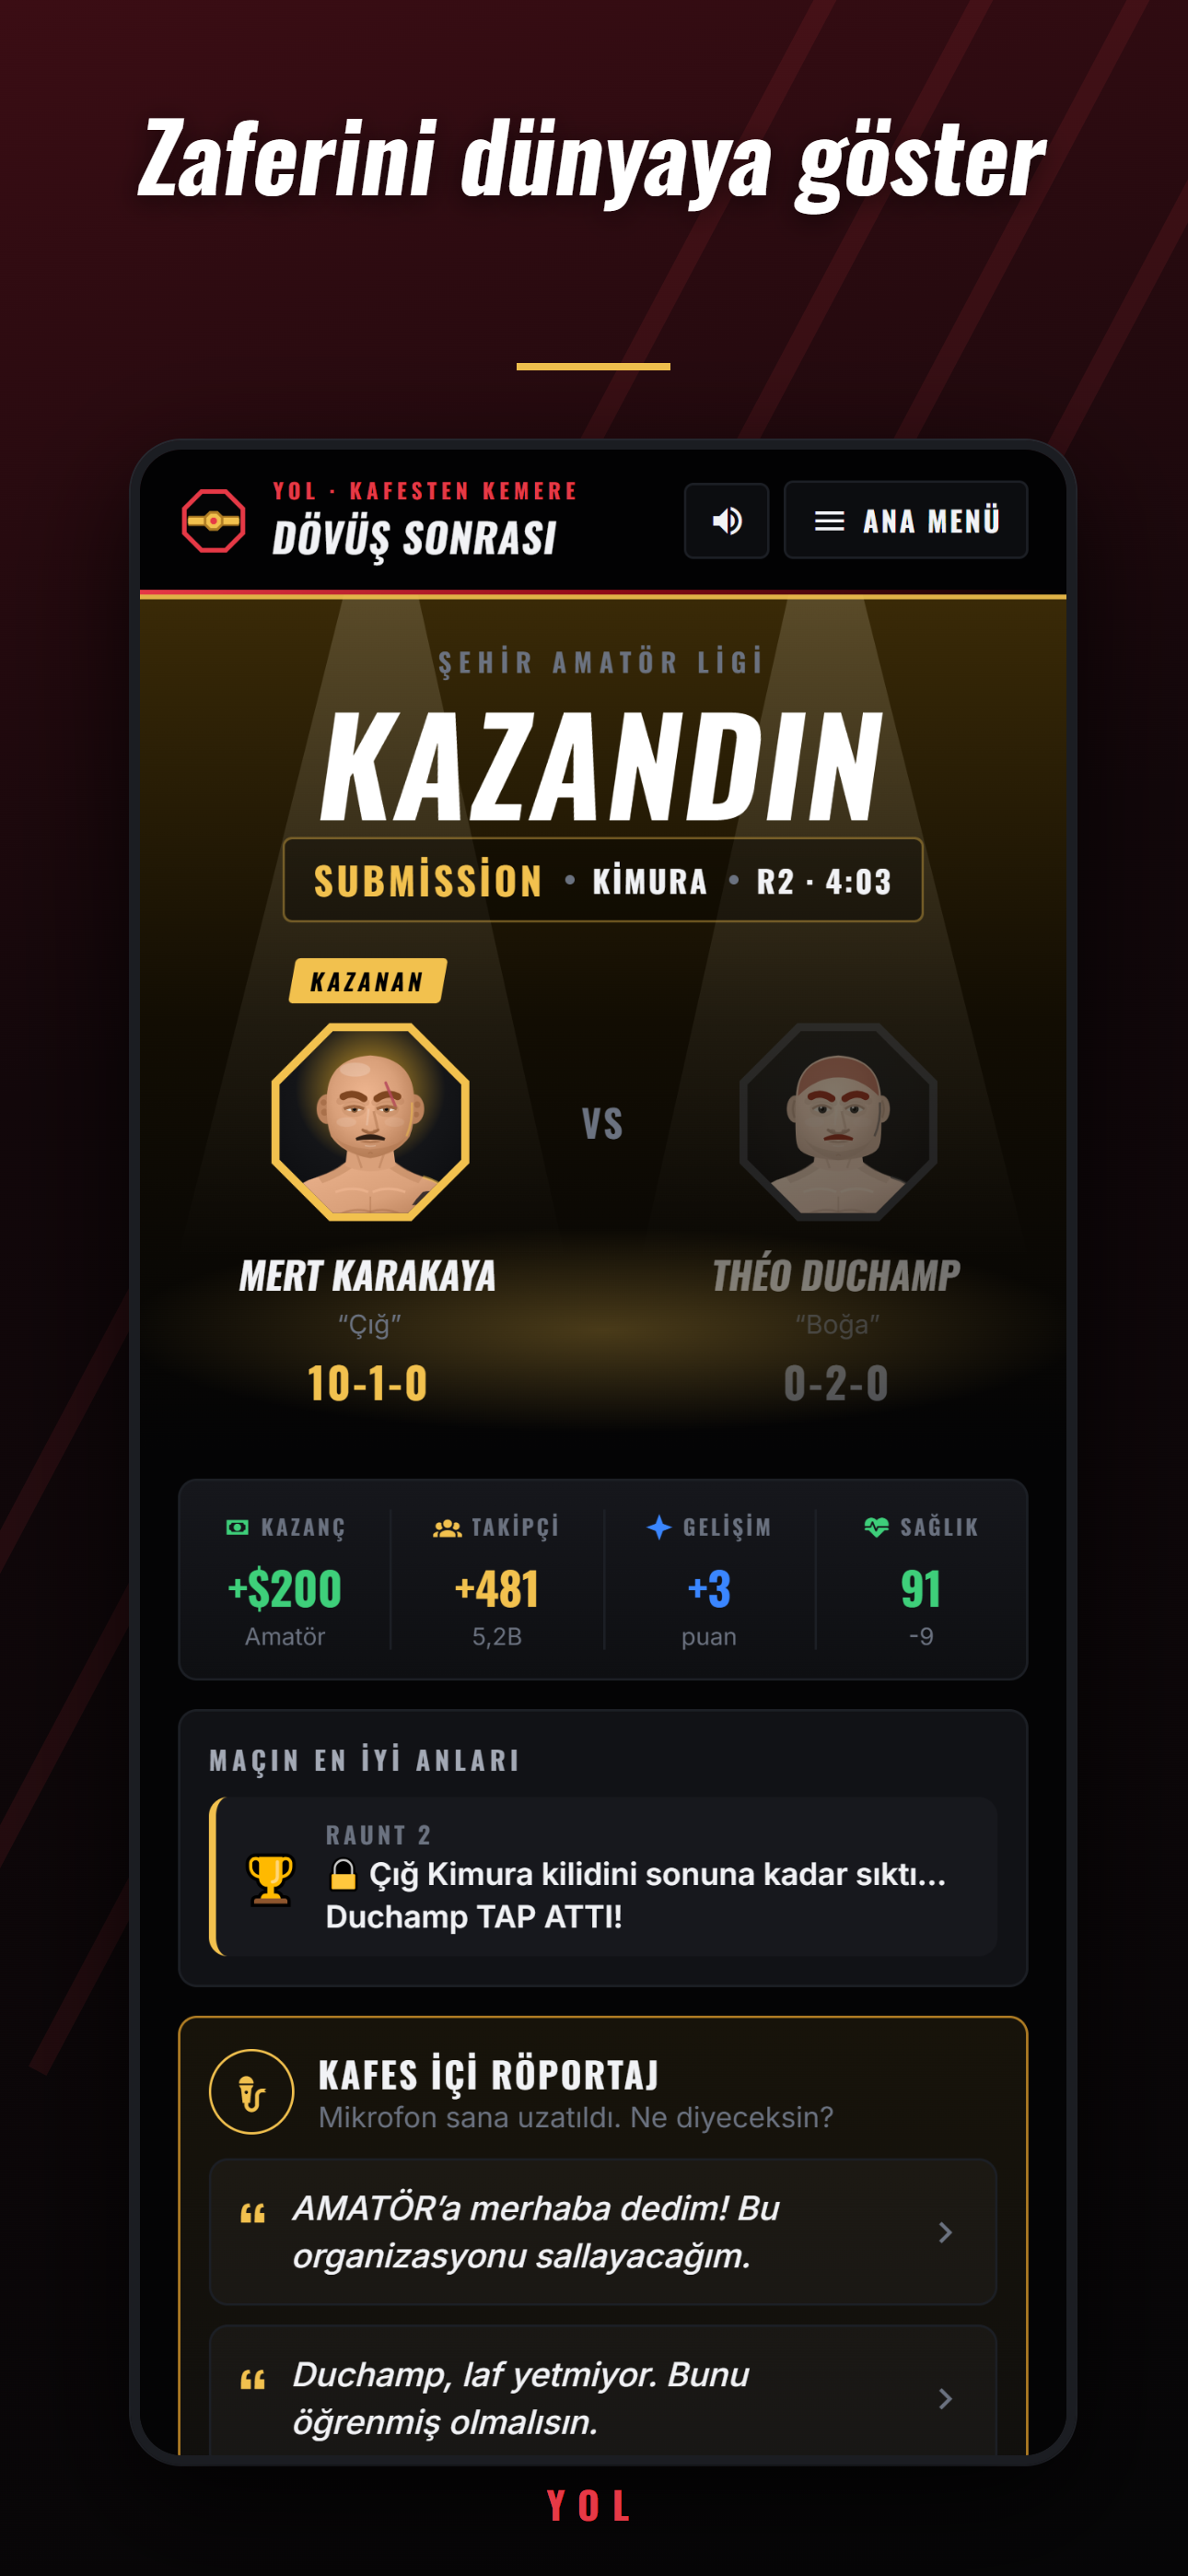 Zaferini dünyaya göster
YOL · KAFESTEN KEMERE
DÖVÜŞ SONRASI
ANA MENÜ
ŞEHİR AMATÖR LİGİ
KAZANDIN
SUBMİSSİON • KİMURA • R2 · 4:03
KAZANAN
VS
MERT KARAKAYA
“Çığ”
10-1-0
THÉO DUCHAMP
“Boğa”
0-2-0
KAZANÇ
+$200
Amatör
TAKİPÇİ
+481
5,2B
GELİŞİM
+3
puan
SAĞLIK
91
-9
MAÇIN EN İYİ ANLARI
RAUNT 2
🔒 Çığ Kimura kilidini sonuna kadar sıktı...
Duchamp TAP ATTI!
KAFES İÇİ RÖPORTAJ
Mikrofon sana uzatıldı. Ne diyeceksin?
“ AMATÖR’a merhaba dedim! Bu
organizasyonu sallayacağım.
“ Duchamp, laf yetmiyor. Bunu
öğrenmiş olmalısın.
YOL